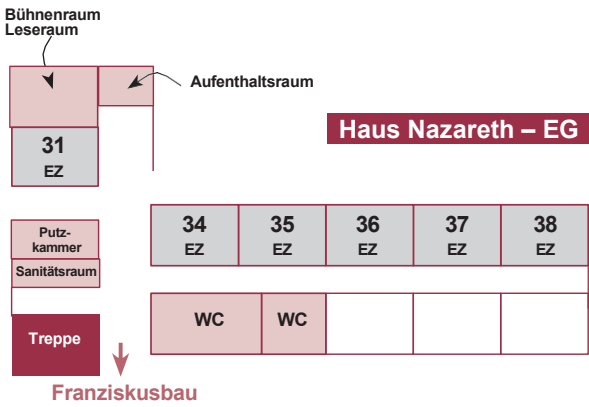 Bühnenraum
Leseraum
Aufenthaltsraum
Haus Nazareth – EG
31
EZ
34
EZ
35
EZ
36
EZ
37
EZ
38
EZ
Putz-
kammer
Sanitätsraum
WC
WC
Treppe
Franziskusbau